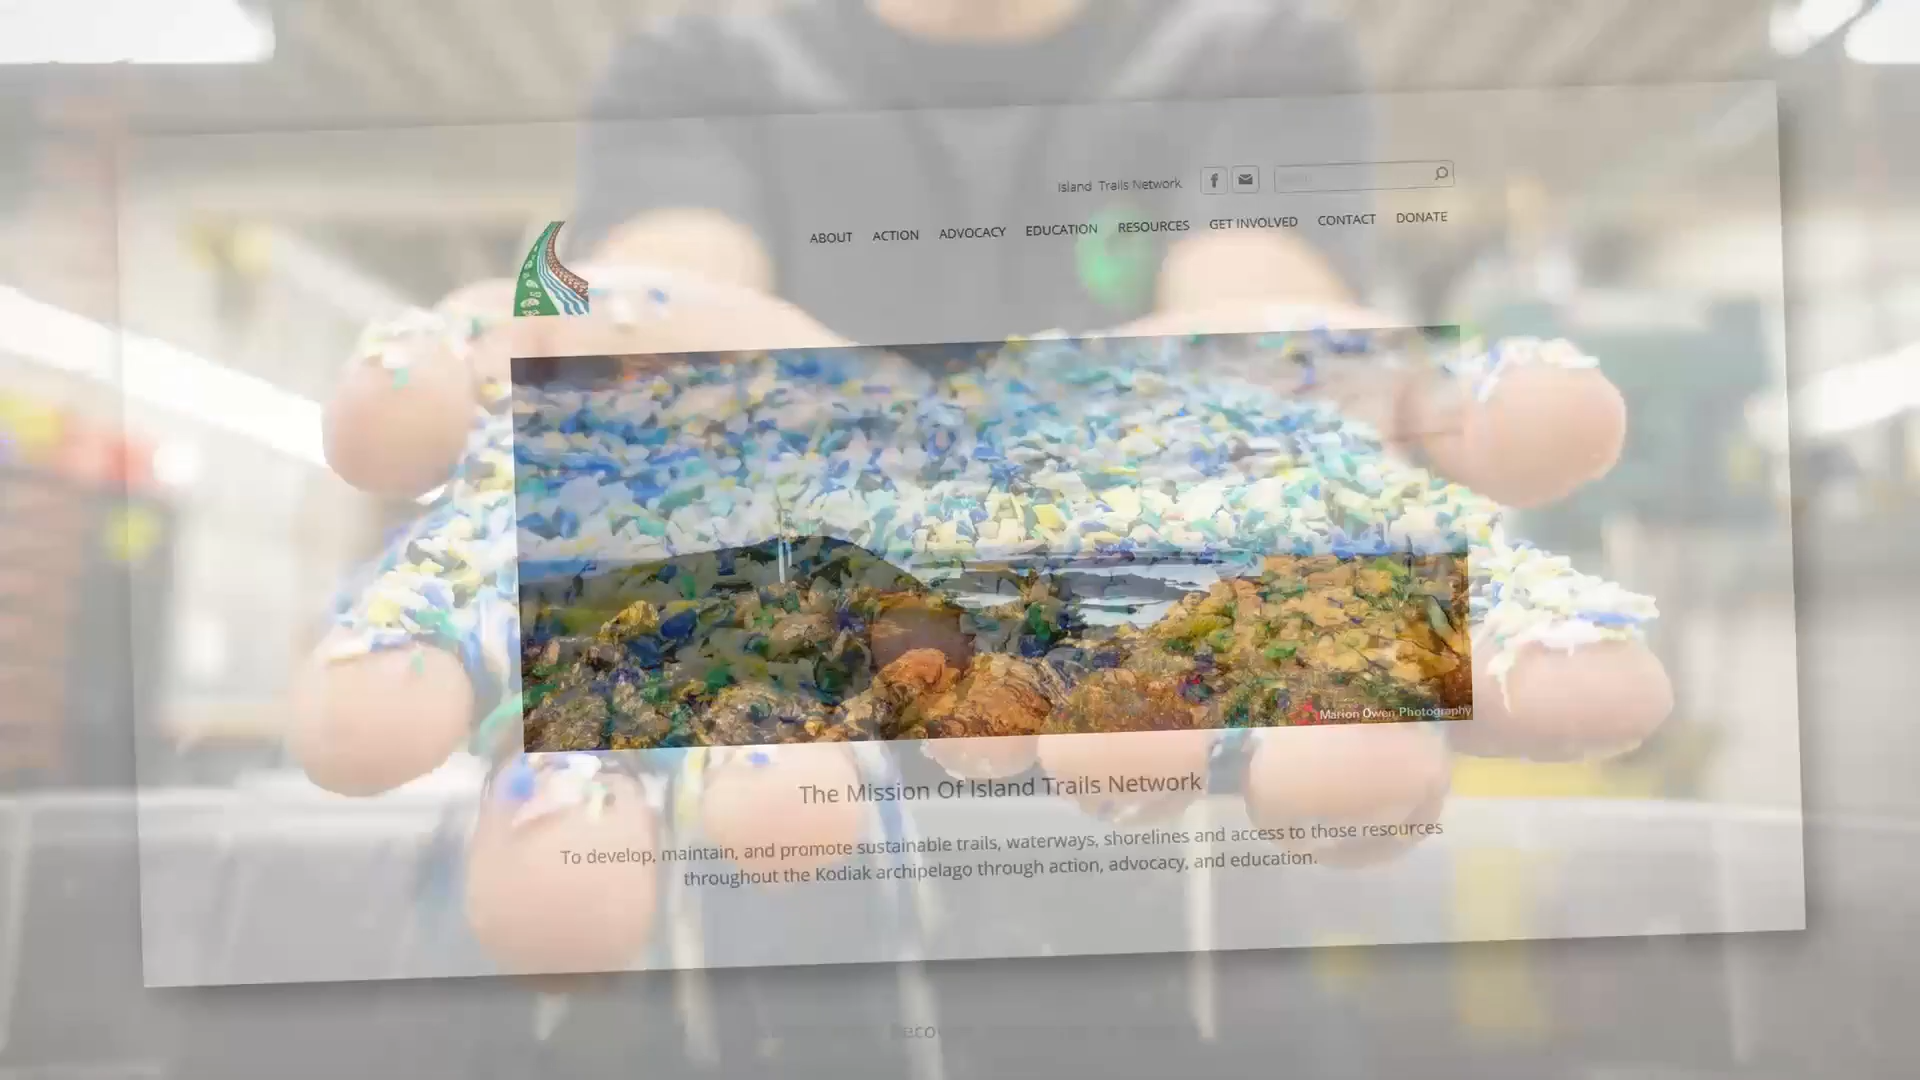 Island Trails Network
ABOUT ACTION ADVOCACY EDUCATION RESOURCES GET INVOLVED CONTACT DONATE
Marion Owen Photography
The Mission Of Island Trails Network
To develop, maintain, and promote sustainable trails, waterways, shorelines and access to those resources
throughout the Kodiak archipelago through action, advocacy, and education.